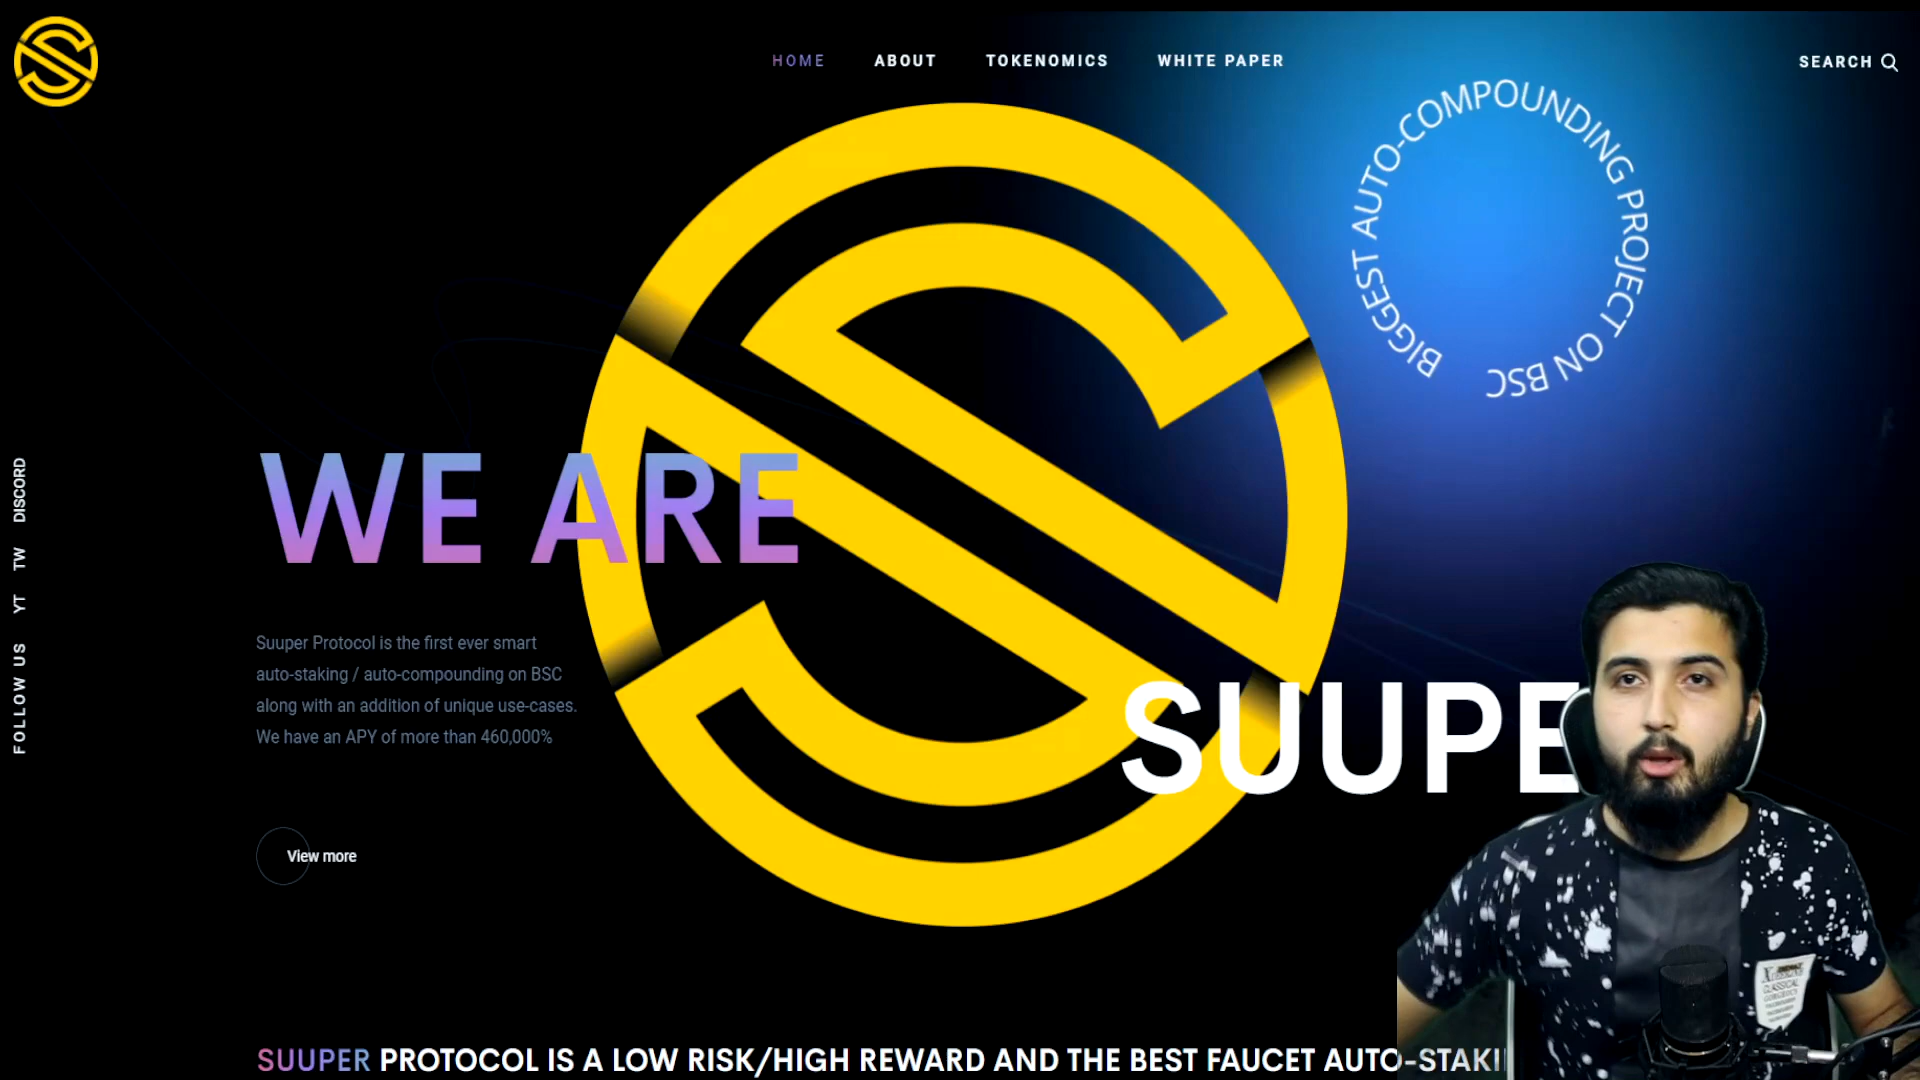 HOME ABOUT TOKENOMICS WHITE PAPER
SEARCH
BIGGEST AUTO-COMPOUNDING PROJECT ON BSC
WE ARE
Suuper Protocol is the first ever smart
auto-staking / auto-compounding on BSC
along with an addition of unique use-cases.
We have an APY of more than 460,000%
SUUPE
View more
FOLLOW US YT TW DISCORD
SUUPER PROTOCOL IS A LOW RISK/HIGH REWARD AND THE BEST FAUCET AUTO-STAKI
CLASSICAL